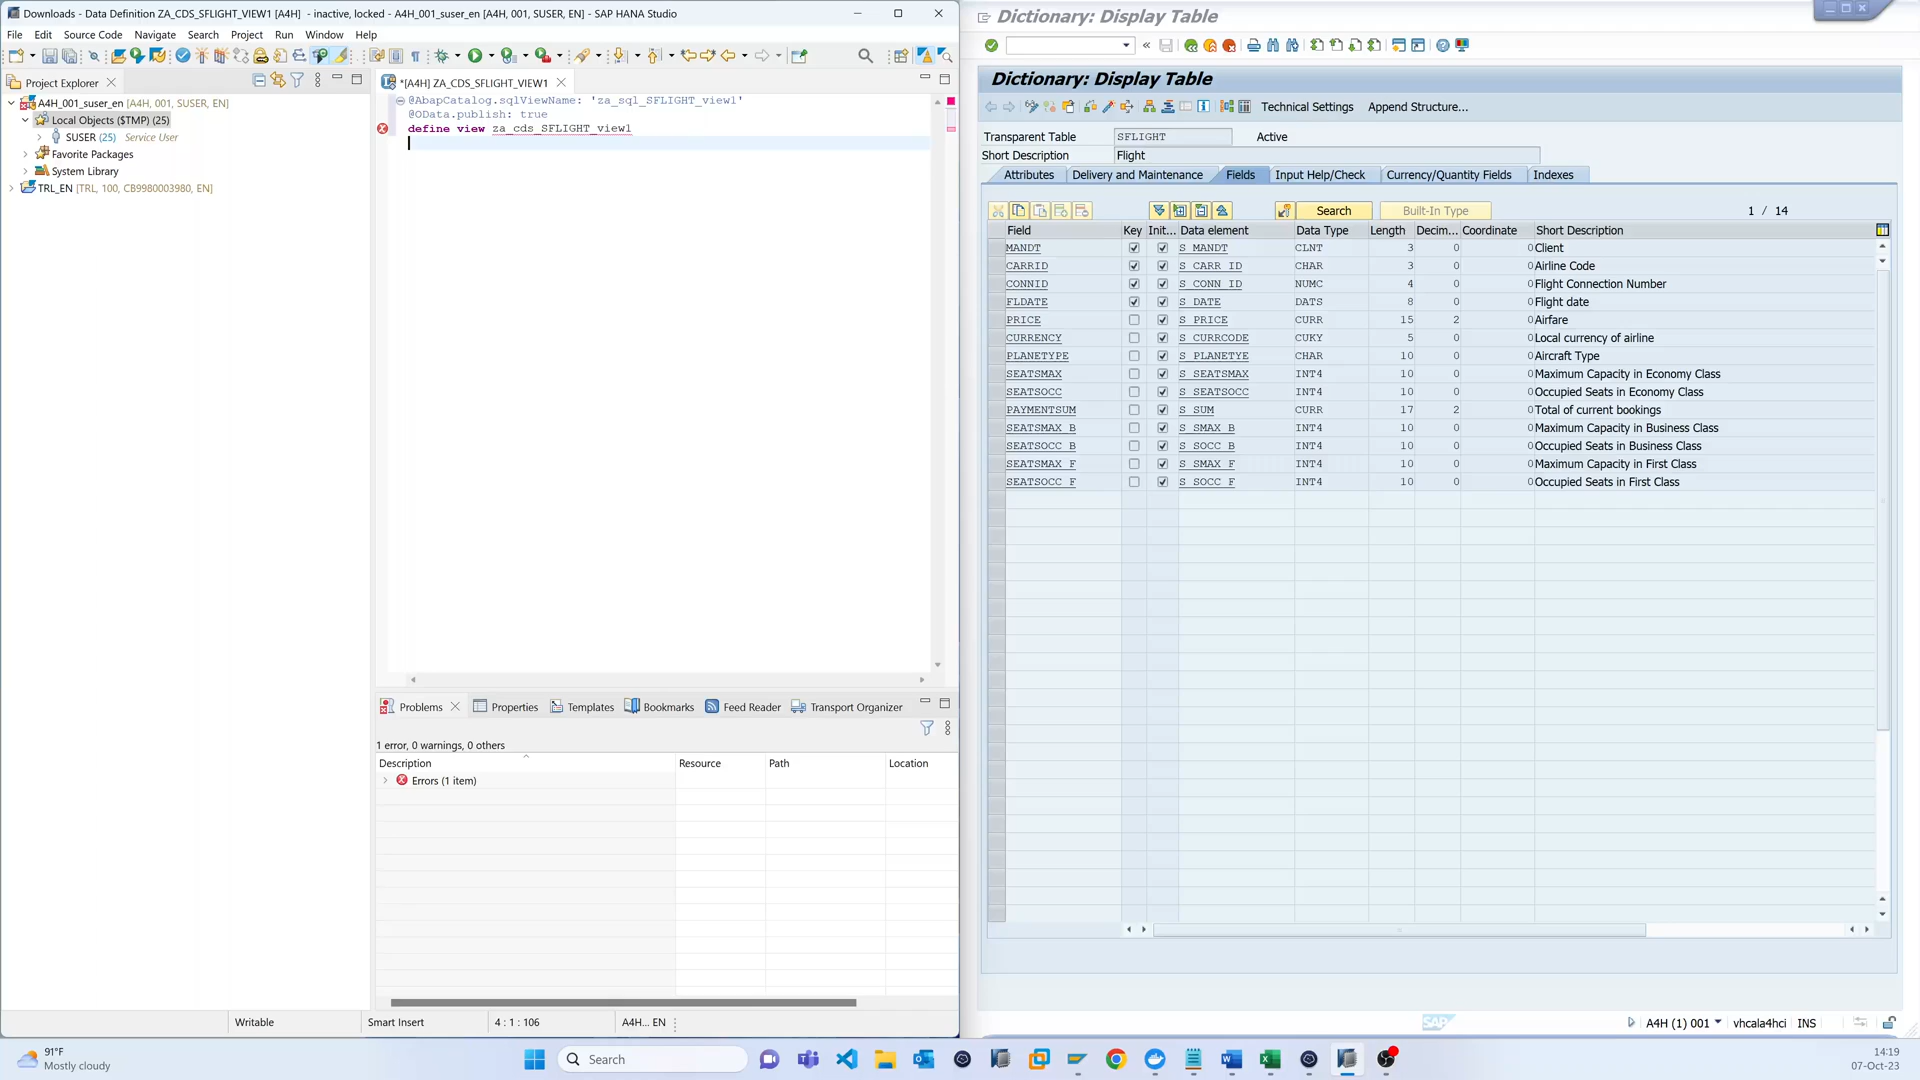 Downloads - Data Definition ZA_CDS_SFLIGHT_VIEW1 [A4H] - inactive, locked - A4H_001_suser_en [A4H, 001, SUSER, EN] - SAP HANA Studio
File Edit Source Code Navigate Search Project Run Window Help
Project Explorer
A4H_001_suser_en [A4H, 001, SUSER, EN]
Local Objects ($TMP) (25)
SUSER (25) Service User
Favorite Packages
System Library
TRL_EN [TRL, 100, CB9980003980, EN]
*[A4H] ZA_CDS_SFLIGHT_VIEW1
@AbapCatalog.sqlViewName: 'za_sql_SFLIGHT_view1'
@OData.publish: true
define view za_cds_SFLIGHT_view1
Problems Properties Templates Bookmarks Feed Reader Transport Organizer
1 error, 0 warnings, 0 others
Description Resource Path Location
Errors (1 item)
Writable Smart Insert 4 : 1 : 106 A4H... EN
Dictionary: Display Table
Dictionary: Display Table
Technical Settings Append Structure...
Transparent Table SFLIGHT Active
Short Description Flight
Attributes Delivery and Maintenance Fields Input Help/Check Currency/Quantity Fields Indexes
Search Built-In Type 1 / 14
Field Key Init... Data element Data Type Length Decim... Coordinate Short Description
MANDT S_MANDT CLNT 3 0 0 Client
CARRID S_CARR_ID CHAR 3 0 0 Airline Code
CONNID S_CONN_ID NUMC 4 0 0 Flight Connection Number
FLDATE S_DATE DATS 8 0 0 Flight date
PRICE S_PRICE CURR 15 2 0 Airfare
CURRENCY S_CURRCODE CUKY 5 0 0 Local currency of airline
PLANETYPE S_PLANETYE CHAR 10 0 0 Aircraft Type
SEATSMAX S_SEATSMAX INT4 10 0 0 Maximum Capacity in Economy Class
SEATSOCC S_SEATSOCC INT4 10 0 0 Occupied Seats in Economy Class
PAYMENTSUM S_SUM CURR 17 2 0 Total of current bookings
SEATSMAX_B S_SMAX_B INT4 10 0 0 Maximum Capacity in Business Class
SEATSOCC_B S_SOCC_B INT4 10 0 0 Occupied Seats in Business Class
SEATSMAX_F S_SMAX_F INT4 10 0 0 Maximum Capacity in First Class
SEATSOCC_F S_SOCC_F INT4 10 0 0 Occupied Seats in First Class
SAP A4H (1) 001 vhcala4hci INS
91°F
Mostly cloudy
Search
14:19
07-Oct-23